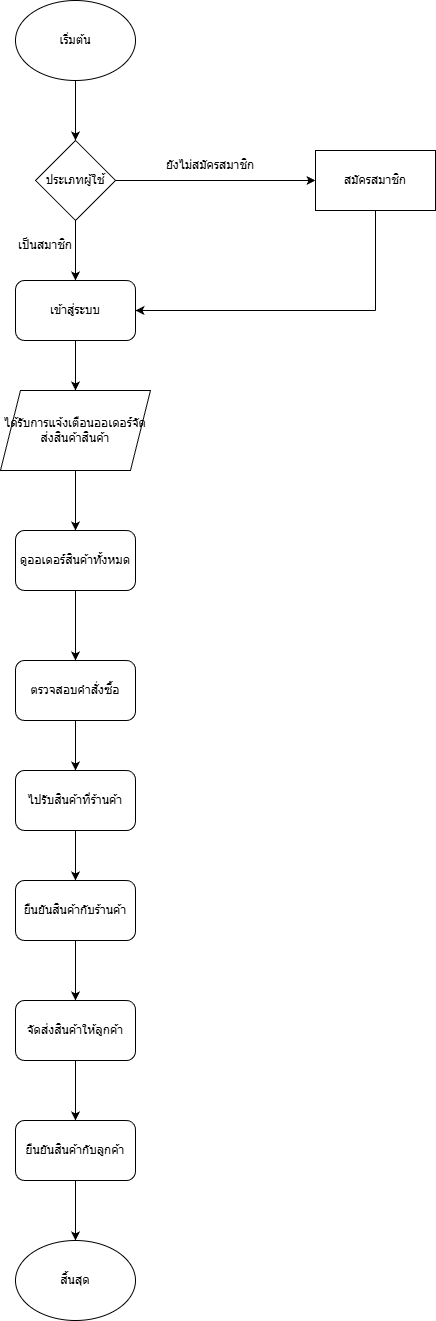 เริ่มต้น
ประเภทผู้ใช้
ยังไม่สมัครสมาชิก
สมัครสมาชิก
เป็นสมาชิก
เข้าสู่ระบบ
ได้รับการแจ้งเตือนออเดอร์จัด
ส่งสินค้าสินค้า
ดูออเดอร์สินค้าทั้งหมด
ตรวจสอบคำสั่งซื้อ
ไปรับสินค้าที่ร้านค้า
ยืนยันสินค้ากับร้านค้า
จัดส่งสินค้าให้ลูกค้า
ยืนยันสินค้ากับลูกค้า
สิ้นสุด